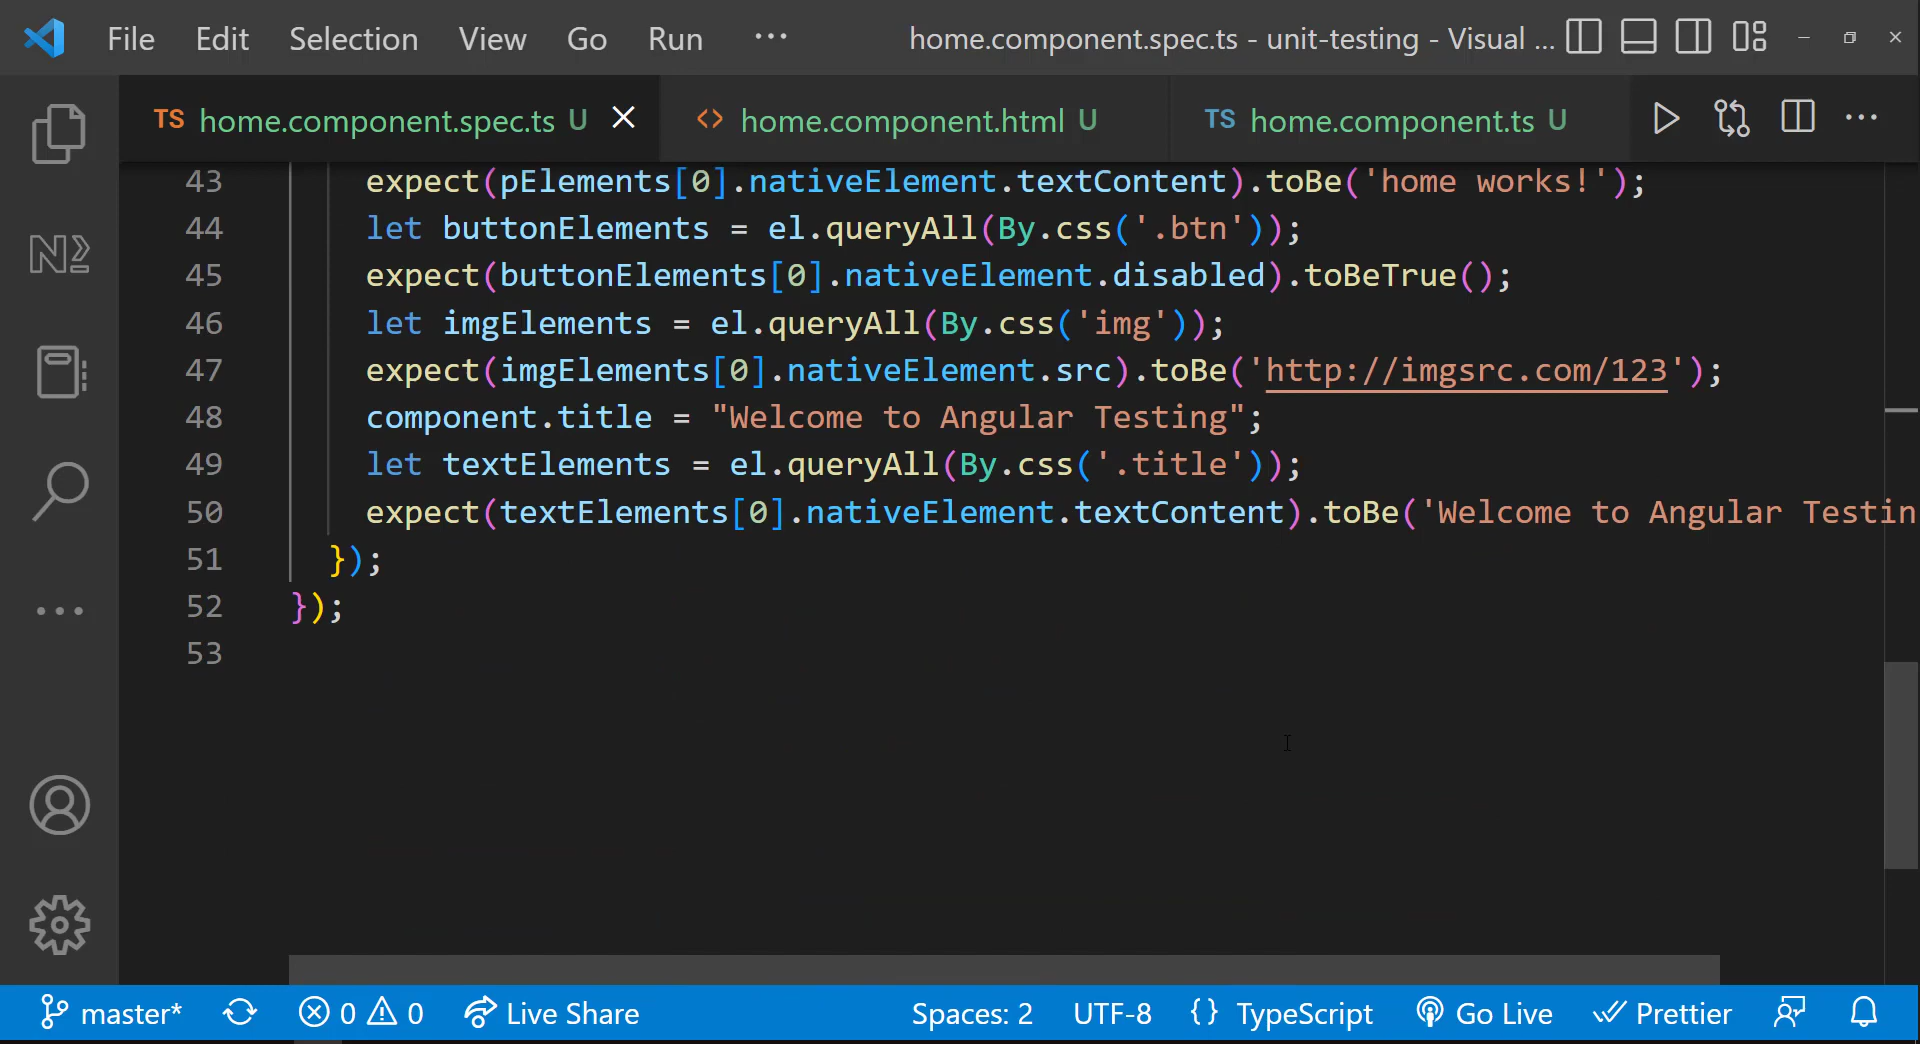 File Edit Selection View Go Run ··· home.component.spec.ts - unit-testing - Visual ...
TS home.component.spec.ts U <> home.component.html U TS home.component.ts U
43 expect(pElements[0].nativeElement.textContent).toBe('home works!');
44 let buttonElements = el.queryAll(By.css('.btn'));
45 expect(buttonElements[0].nativeElement.disabled).toBeTrue();
46 let imgElements = el.queryAll(By.css('img'));
47 expect(imgElements[0].nativeElement.src).toBe('http://imgsrc.com/123');
48 component.title = "Welcome to Angular Testing";
49 let textElements = el.queryAll(By.css('.title'));
50 expect(textElements[0].nativeElement.textContent).toBe('Welcome to Angular Testin
51 });
52 });
53
master* 0 0 Live Share Spaces: 2 UTF-8 {} TypeScript Go Live Prettier